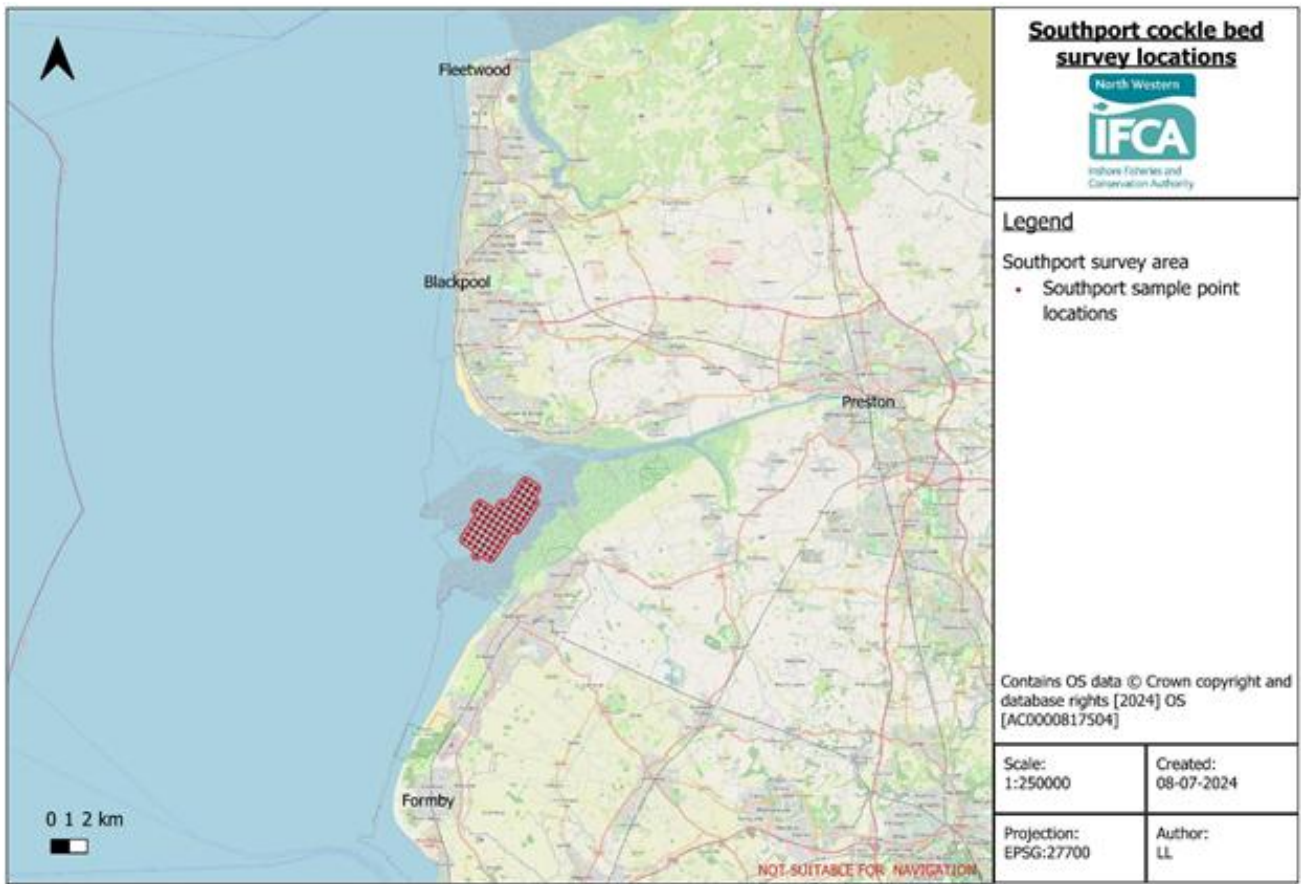 Fleetwood
Blackpool
Preston
Formby
0 1 2 km
NOT SUITABLE FOR NAVIGATION
Southport cockle bed
survey locations
North Western
IFCA
Inshore Fisheries and
Conservation Authority
Legend
Southport survey area
Southport sample point
locations
Contains OS data © Crown copyright and
database rights [2024] OS
[AC0000817504]
Scale:
1:250000
Created:
08-07-2024
Projection:
EPSG:27700
Author:
LL